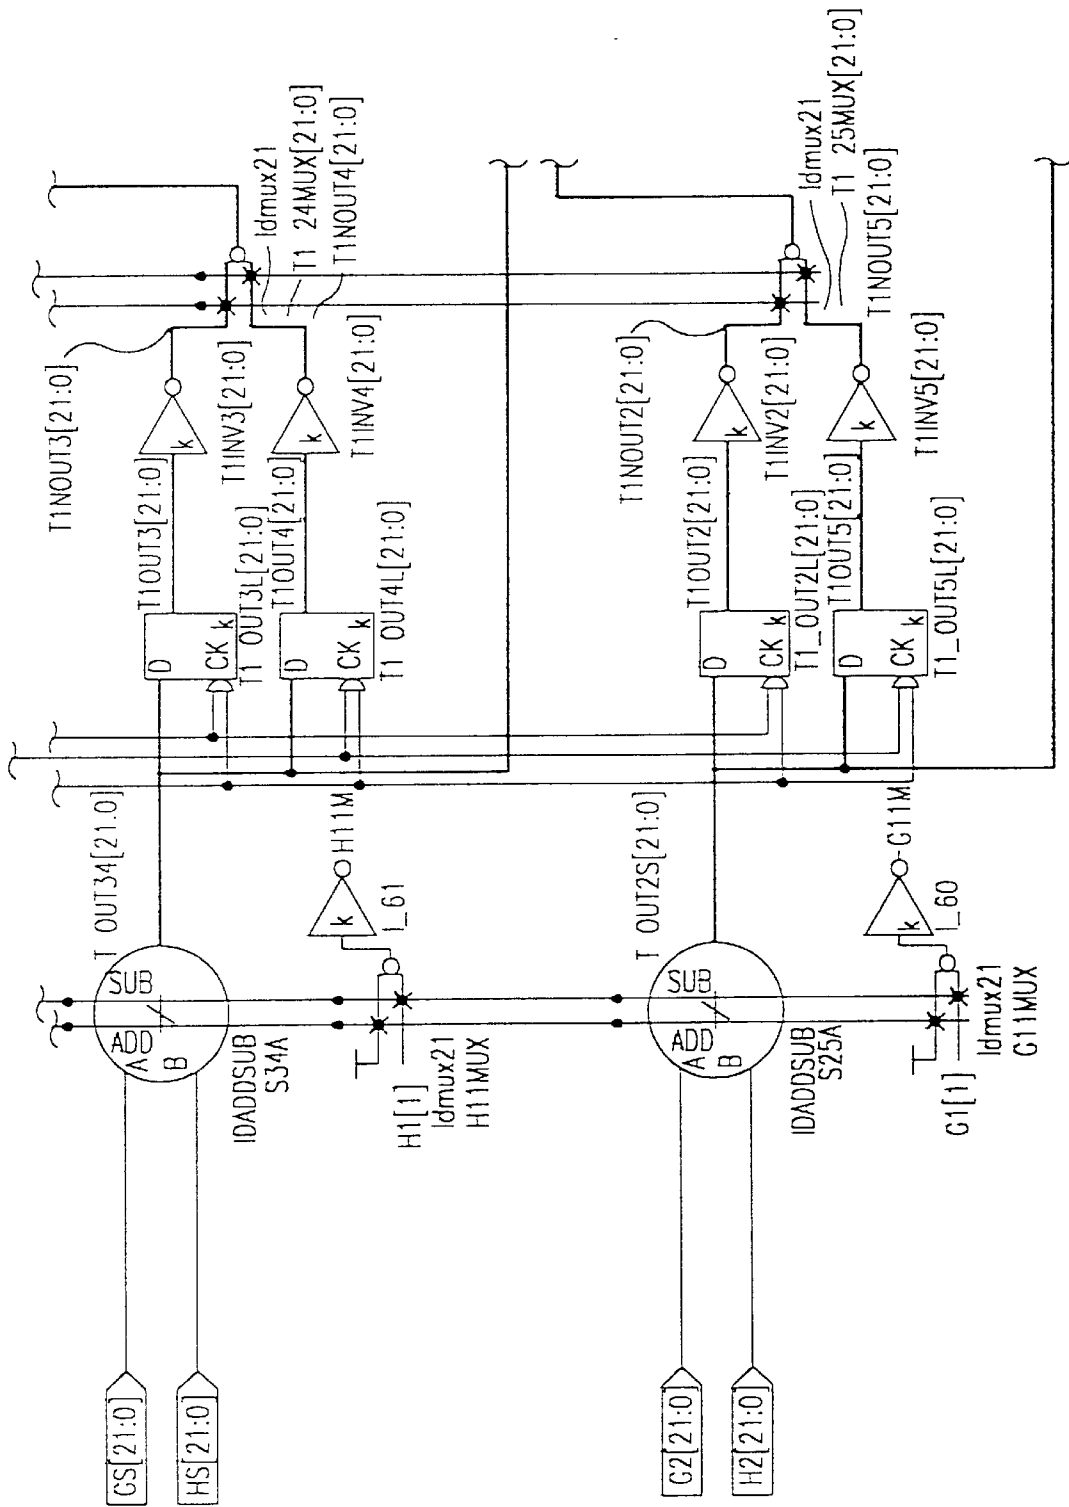 GS[21:0]
HS[21:0]
A
B
ADD
SUB
IDADDSUB
S34A
T OUT34[21.0]
H1[1]
ldmux21
H11MUX
k
I_61
H11M
D
CK
k
T1OUT3[21:0]
T1 OUT3L[21:0]
D
CK
k
T1OUT4[21:0]
T1 OUT4L[21:0]
k
T1NOUT3[21:0]
T1INV3[21:0]
k
T1INV4[21:0]
ldmux21
T1 24MUX[21:0]
T1NOUT4[21:0]
G2[21:0]
H2[21:0]
A
B
ADD
SUB
IDADDSUB
S25A
T OUT2S[21:0]
G1[1]
ldmux21
G11MUX
k
I_60
G11M
D
CK
k
T1OUT2[21:0]
T1_OUT2L[21:0]
D
CK
k
T1OUT5[21:0]
T1_OUT5L[21:0]
k
T1NOUT2[21:0]
T1INV2[21:0]
k
T1INV5[21:0]
ldmux21
T1 25MUX[21:0]
T1NOUT5[21:0]